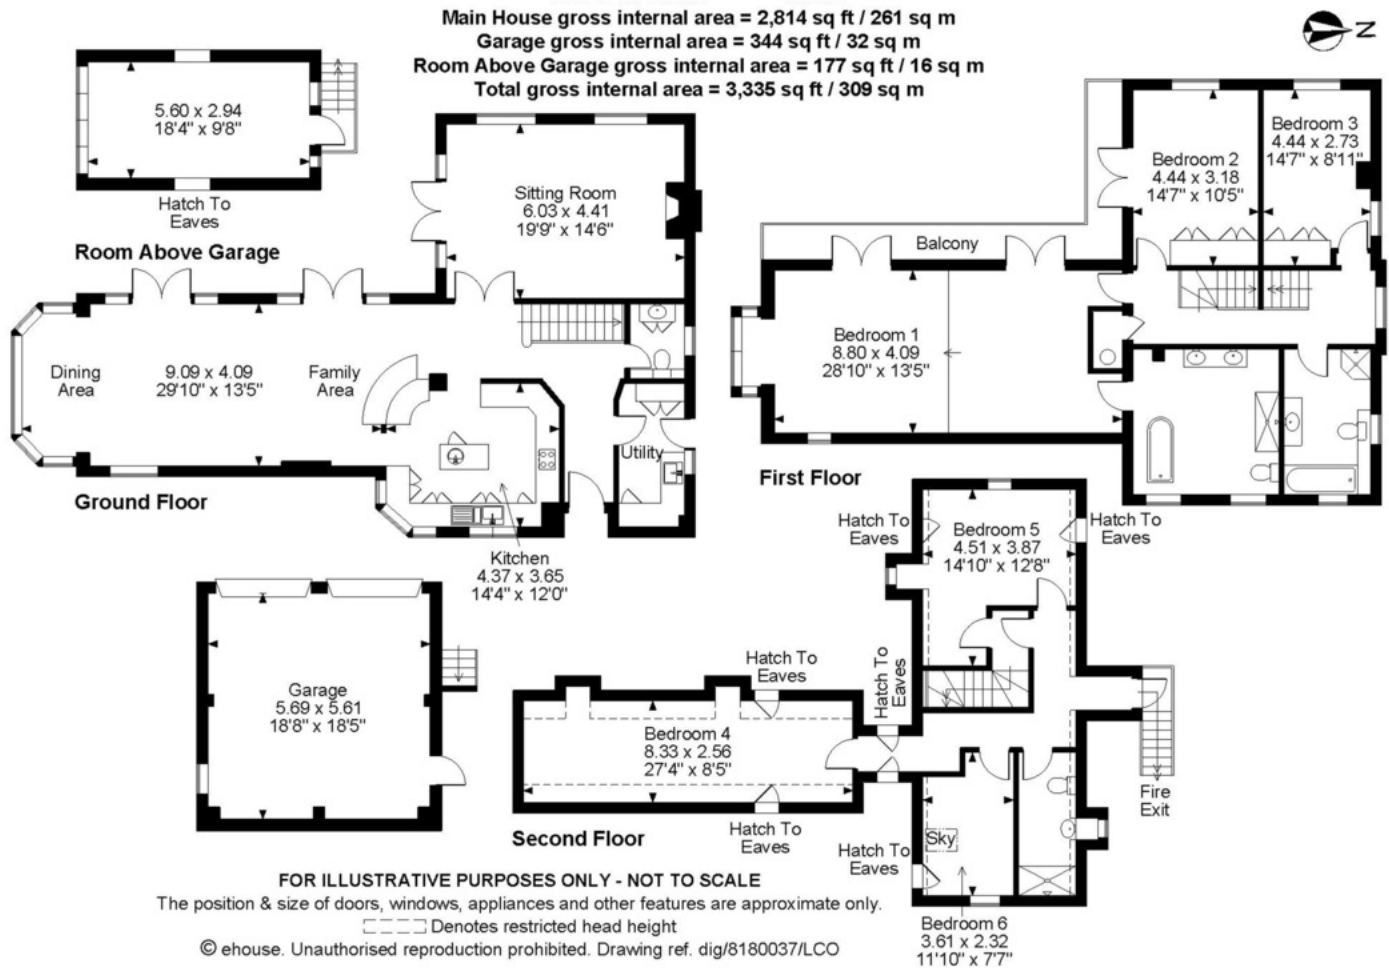 Main House gross internal area = 2,814 sq ft / 261 sq m
Garage gross internal area = 344 sq ft / 32 sq m
Room Above Garage gross internal area = 177 sq ft / 16 sq m
Total gross internal area = 3,335 sq ft / 309 sq m
N
5.60 x 2.94
18'4" x 9'8"
Hatch To
Eaves
Room Above Garage
Sitting Room
6.03 x 4.41
19'9" x 14'6"
Dining
Area
9.09 x 4.09
29'10" x 13'5"
Family
Area
Utility
Kitchen
4.37 x 3.65
14'4" x 12'0"
Ground Floor
Balcony
Bedroom 1
8.80 x 4.09
28'10" x 13'5"
Bedroom 2
4.44 x 3.18
14'7" x 10'5"
Bedroom 3
4.44 x 2.73
14'7" x 8'11"
First Floor
Garage
5.69 x 5.61
18'8" x 18'5"
Hatch To
Eaves
Bedroom 5
4.51 x 3.87
14'10" x 12'8"
Hatch To
Eaves
Hatch To
Eaves
Hatch To
Eaves
Bedroom 4
8.33 x 2.56
27'4" x 8'5"
Hatch To
Eaves
Hatch To
Eaves
Sky
Fire
Exit
Bedroom 6
3.61 x 2.32
11'10" x 7'7"
Second Floor
FOR ILLUSTRATIVE PURPOSES ONLY - NOT TO SCALE
The position & size of doors, windows, appliances and other features are approximate only.
Denotes restricted head height
© ehouse. Unauthorised reproduction prohibited. Drawing ref. dig/8180037/LCO